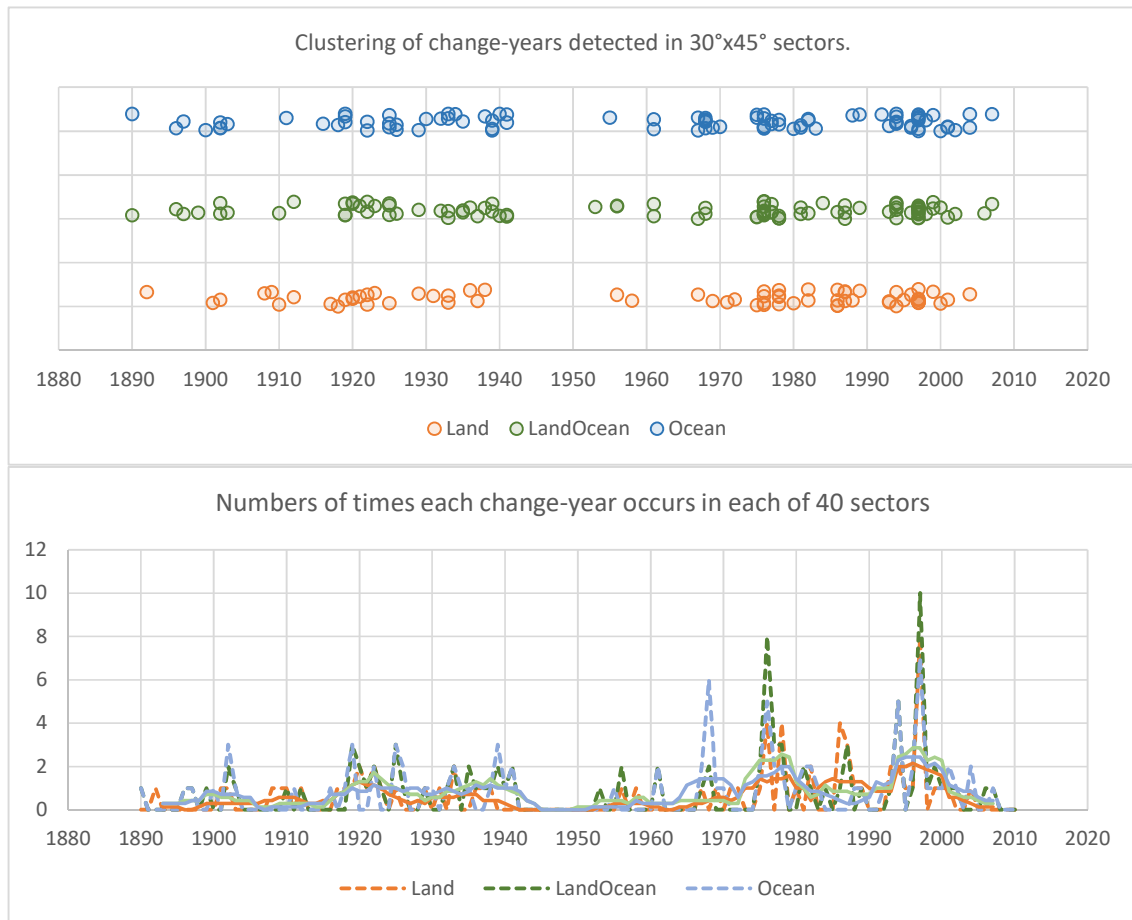 Clustering of change-years detected in 30°x45° sectors.
1880 1890 1900 1910 1920 1930 1940 1950 1960 1970 1980 1990 2000 2010 2020
Land LandOcean Ocean
Numbers of times each change-year occurs in each of 40 sectors
12
10
8
6
4
2
0
1880 1890 1900 1910 1920 1930 1940 1950 1960 1970 1980 1990 2000 2010 2020
Land LandOcean Ocean